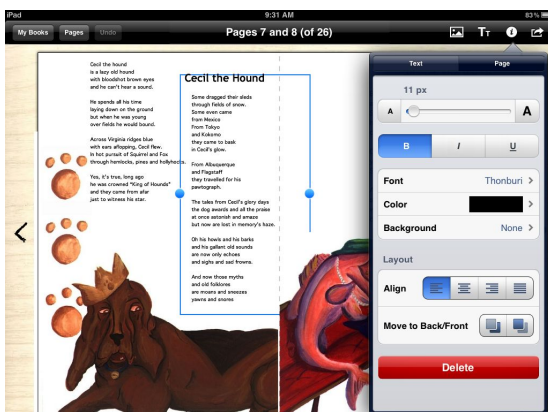 iPad
9:31 AM
83%
My Books
Pages
Undo
Pages 7 and 8 (of 26)
TT
i
Cecil the hound
is a lazy old hound
with bloodshot brown eyes
and he can't hear a sound.
He spends all his time
laying down on the ground
but when he was young
over fields he would bound.
Across Virginia ridges blue
with ears aflopping, Cecil flew.
In hot pursuit of Squirrel and Fox
through hemlocks, pines and hollyhocks.
Yes, it's true, long ago
he was crowned "King of Hounds"
and they came from afar
just to witness his star.
Cecil the Hound
Some dragged their sleds
through fields of snow.
Some even came
from Mexico
From Tokyo
and Kokomo
they came to bask
in Cecil's glow.
From Albuquerque
and Flagstaff
they travelled for his
pawtograph.
The tales from Cecil's glory days
the dog awards and all the praise
at once astonish and amaze
but now are lost in memory's haze.
Oh his howls and his barks
and his gallant old sounds
are now only echoes
and sighs and sad frowns.
And now those myths
and old folklores
are moans and sneezes
yawns and snores
Text
Page
11 px
A
A
B
I
U
Font
Thonburi
Color
Background
None
Layout
Align
Move to Back/Front
Delete